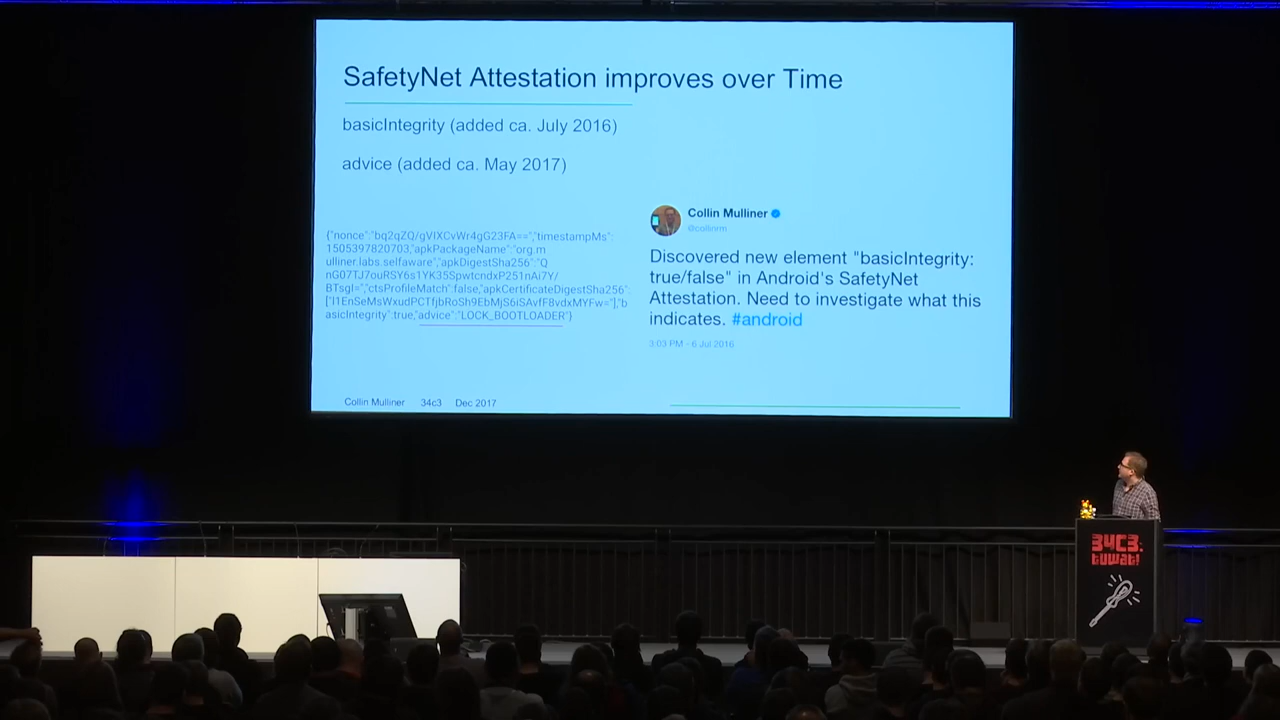 SafetyNet Attestation improves over Time
basicIntegrity (added ca. July 2016)
advice (added ca. May 2017)
{"nonce":"bq2qZQ/gVIXCvWr4gG23FA==","timestampMs":
1505397820703,"apkPackageName":"org.m
ulliner.labs.selfaware","apkDigestSha256":"Q
nG07TJ7ouRSY6s1YK35SpwtcndxP251nAi7Y/
BTsgI=","ctsProfileMatch":false,"apkCertificateDigestSha256":
["l1EnSeMsWxudPCTfjbRoSh9EbMjS6iSAvfF8vdxMYFw="],"b
asicIntegrity":true,"advice":"LOCK_BOOTLOADER"}
Collin Mulliner
@collinrm
Discovered new element "basicIntegrity:
true/false" in Android's SafetyNet
Attestation. Need to investigate what this
indicates. #android
3:03 PM - 6 Jul 2016
Collin Mulliner 34c3 Dec 2017
34C3:
tuwat!